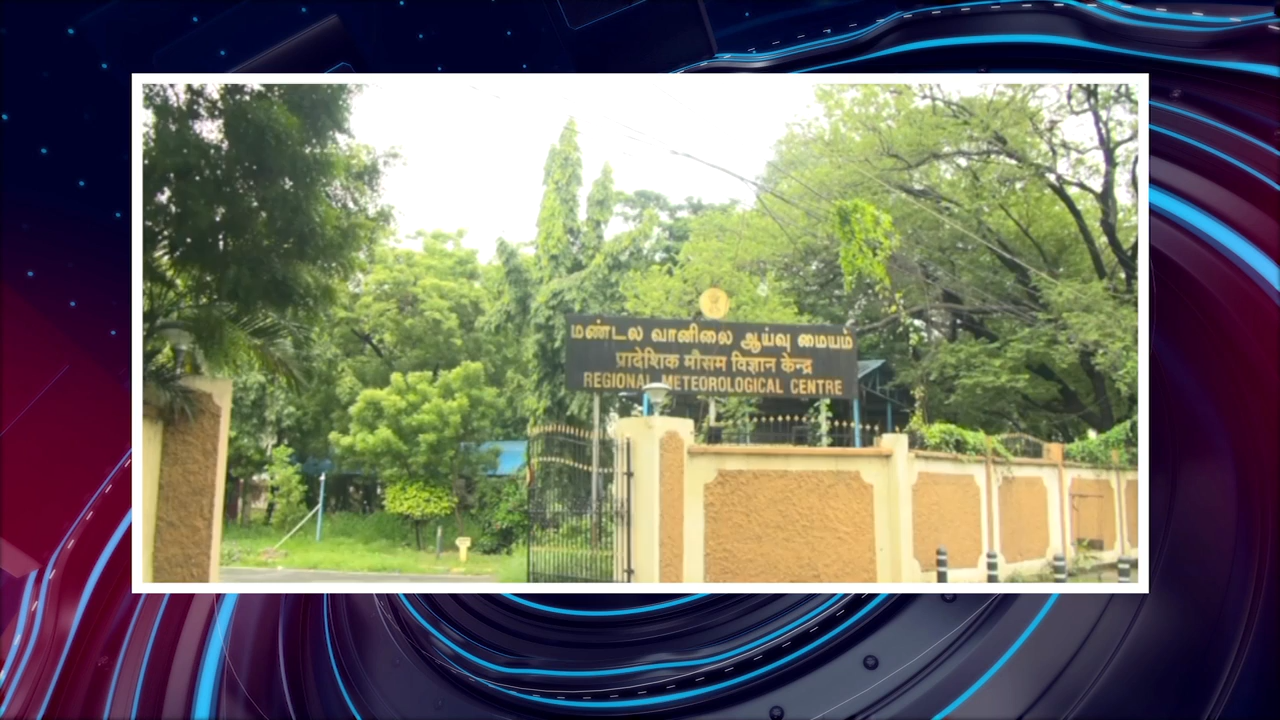 மண்டல வானிலை ஆய்வு மையம்
प्रादेशिक मौसम विज्ञान केन्द्र
REGIONAL METEOROLOGICAL CENTRE